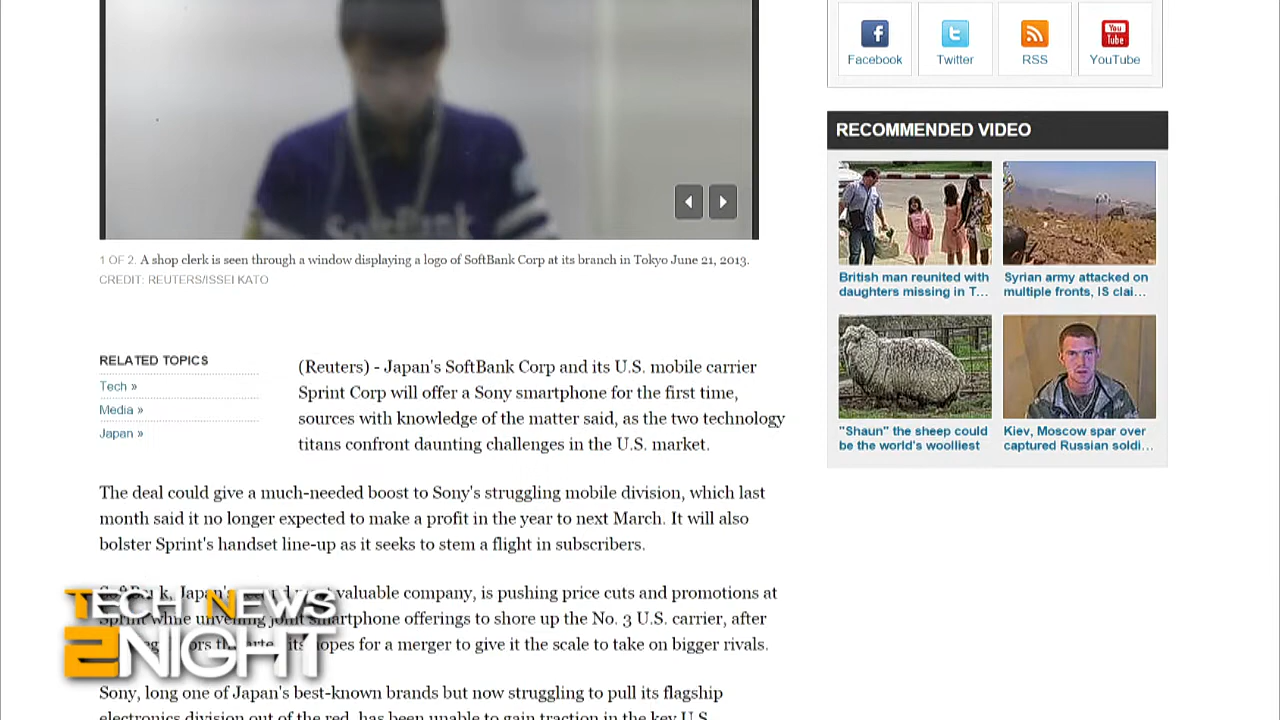 SoftBank
1 OF 2. A shop clerk is seen through a window displaying a logo of SoftBank Corp at its branch in Tokyo June 21, 2013.
CREDIT: REUTERS/ISSEI KATO
RELATED TOPICS
Tech »
Media »
Japan »
(Reuters) - Japan's SoftBank Corp and its U.S. mobile carrier
Sprint Corp will offer a Sony smartphone for the first time,
sources with knowledge of the matter said, as the two technology
titans confront daunting challenges in the U.S. market.
The deal could give a much-needed boost to Sony's struggling mobile division, which last
month said it no longer expected to make a profit in the year to next March. It will also
bolster Sprint's handset line-up as it seeks to stem a flight in subscribers.
SoftBank, Japan's second most valuable company, is pushing price cuts and promotions at
Sprint while unveiling joint smartphone offerings to shore up the No. 3 U.S. carrier, after
its hopes for a merger to give it the scale to take on bigger rivals.
Sony, long one of Japan's best-known brands but now struggling to pull its flagship
electronics division out of the red, has been unable to gain traction in the key U.S.
TECH NEWS
2NIGHT
Facebook
Twitter
RSS
You
Tube
YouTube
RECOMMENDED VIDEO
British man reunited with
daughters missing in T...
Syrian army attacked on
multiple fronts, IS clai...
"Shaun" the sheep could
be the world's woolliest
Kiev, Moscow spar over
captured Russian soldi...